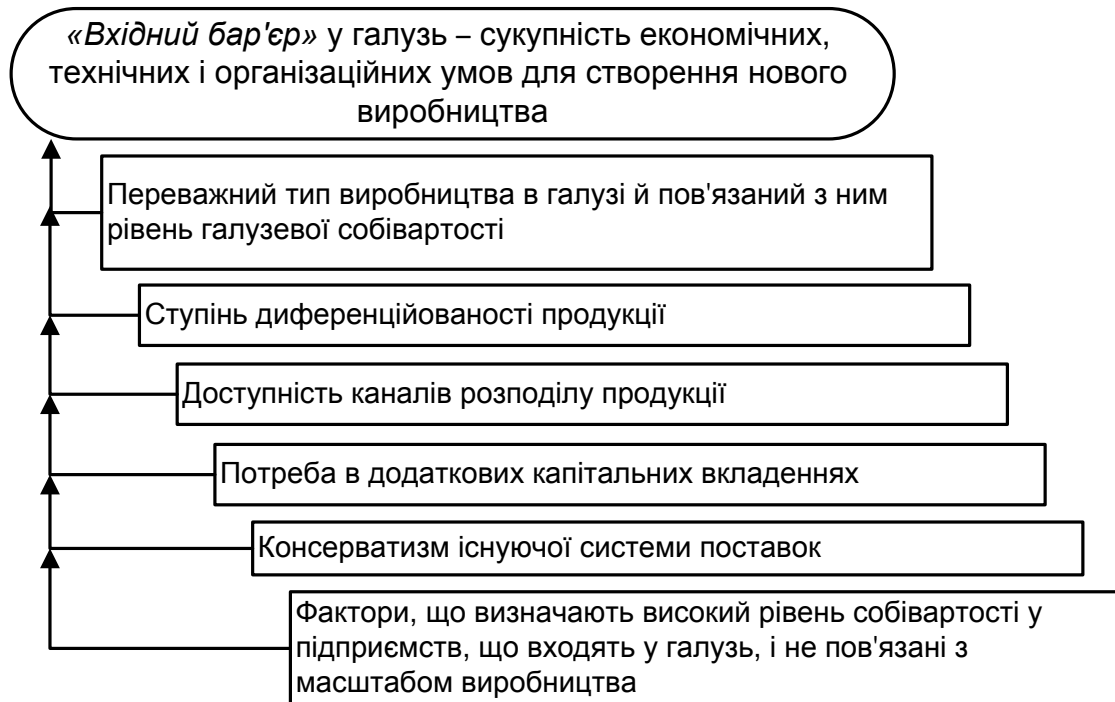 «Вхідний бар'єр» у галузь – сукупність економічних,
технічних і організаційних умов для створення нового
виробництва
Переважний тип виробництва в галузі й пов'язаний з ним
рівень галузевої собівартості
Ступінь диференційованості продукції
Доступність каналів розподілу продукції
Потреба в додаткових капітальних вкладеннях
Консерватизм існуючої системи поставок
Фактори, що визначають високий рівень собівартості у
підприємств, що входять у галузь, і не пов'язані з
масштабом виробництва